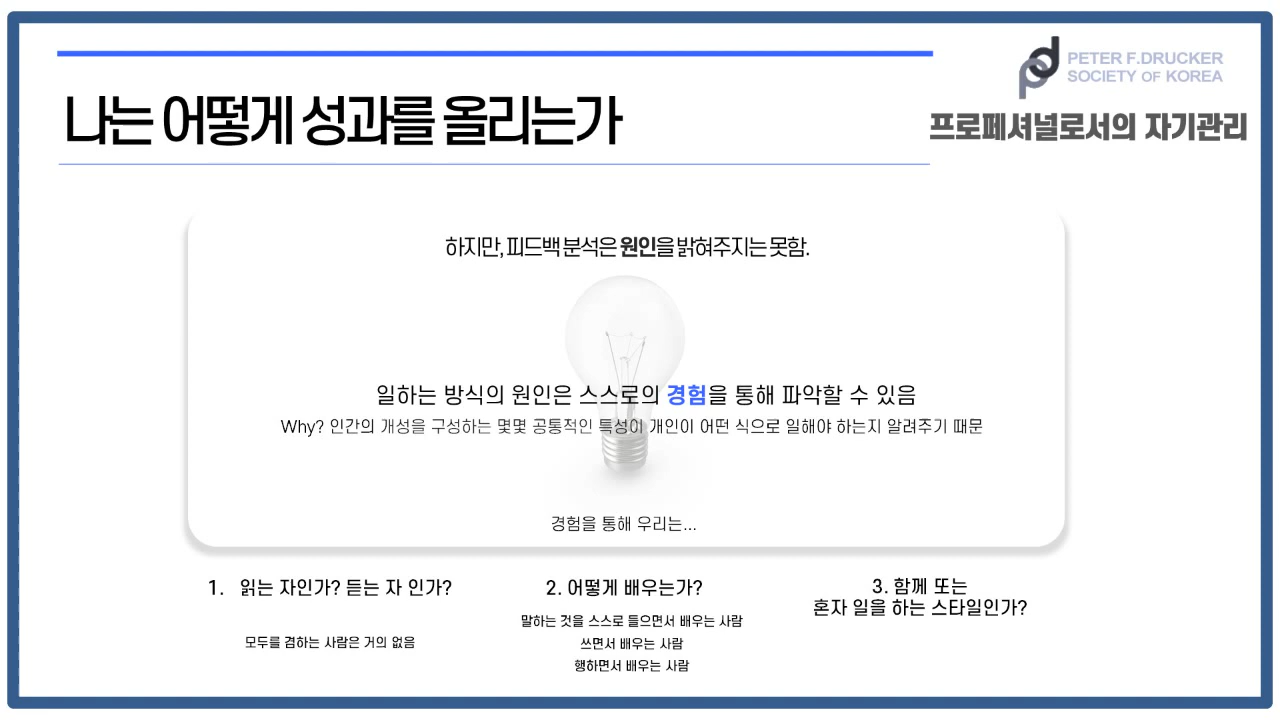 PETER F.DRUCKER
SOCIETY OF KOREA
나는 어떻게 성과를 올리는가
프로페셔널로서의 자기관리
하지만, 피드백 분석은 원인을 밝혀주지는 못함.
일하는 방식의 원인은 스스로의 경험을 통해 파악할 수 있음
Why? 인간의 개성을 구성하는 몇몇 공통적인 특성이 개인이 어떤 식으로 일해야 하는지 알려주기 때문
경험을 통해 우리는...
1. 읽는 자인가? 듣는 자 인가?
모두를 겸하는 사람은 거의 없음
2. 어떻게 배우는가?
말하는 것을 스스로 들으면서 배우는 사람
쓰면서 배우는 사람
행하면서 배우는 사람
3. 함께 또는
혼자 일을 하는 스타일인가?